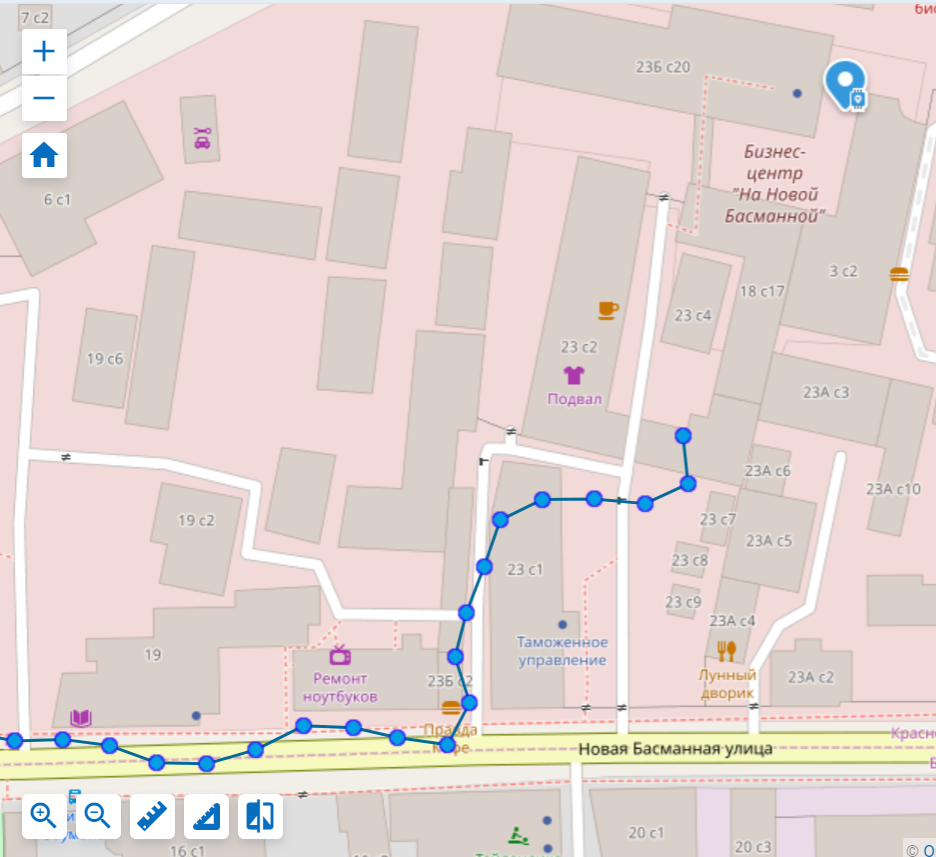 7 с2
био
23Б с20
Бизнес-
центр
"На Новой
Басманной"
6 с1
3 с2
18 с17
23 с4
19 с6
23 с2
Подвал
23А с3
23А с6
23А с10
19 с2
23 с7
23А с5
23 с1
23 с8
23 с9
23А с4
Таможенное
управление
19
Ремонт
ноутбуков
23Б с2
Лунный
дворик
23А с2
Правда
Кофе
Красно
Новая Басманная улица
20 с1
20 с3
16 с1
©